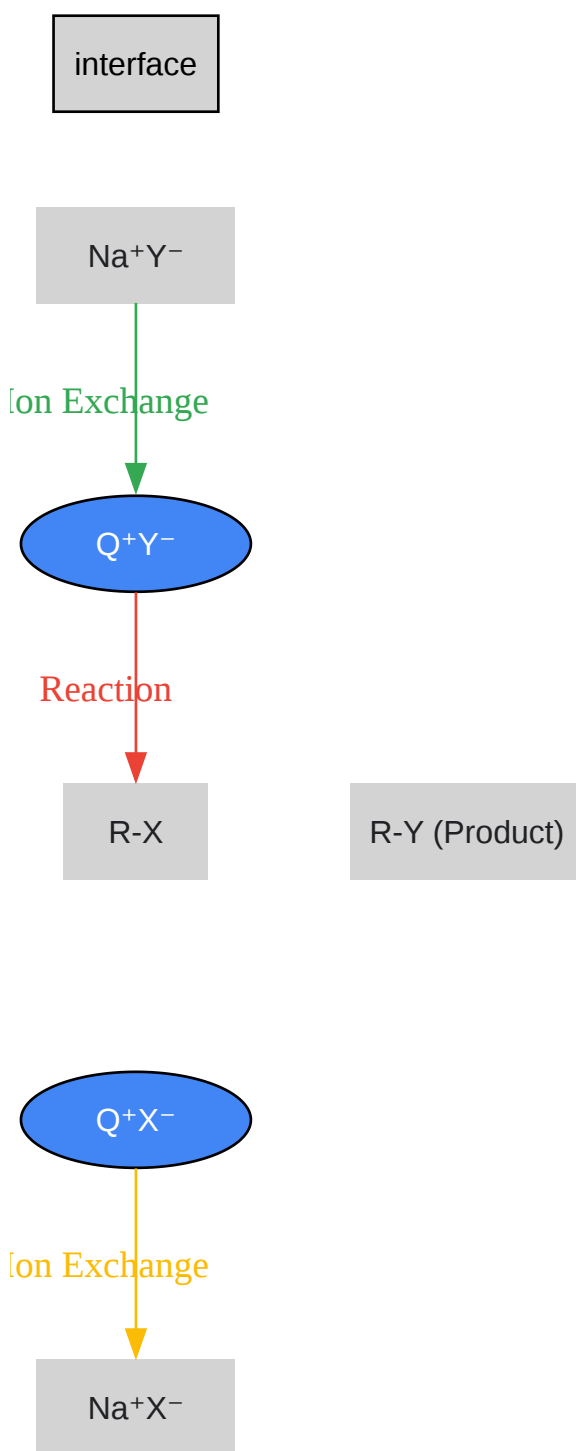 interface
Na⁺Y⁻
Ion Exchange
Q⁺Y⁻
Reaction
R-X
R-Y (Product)
Q⁺X⁻
Ion Exchange
Na⁺X⁻